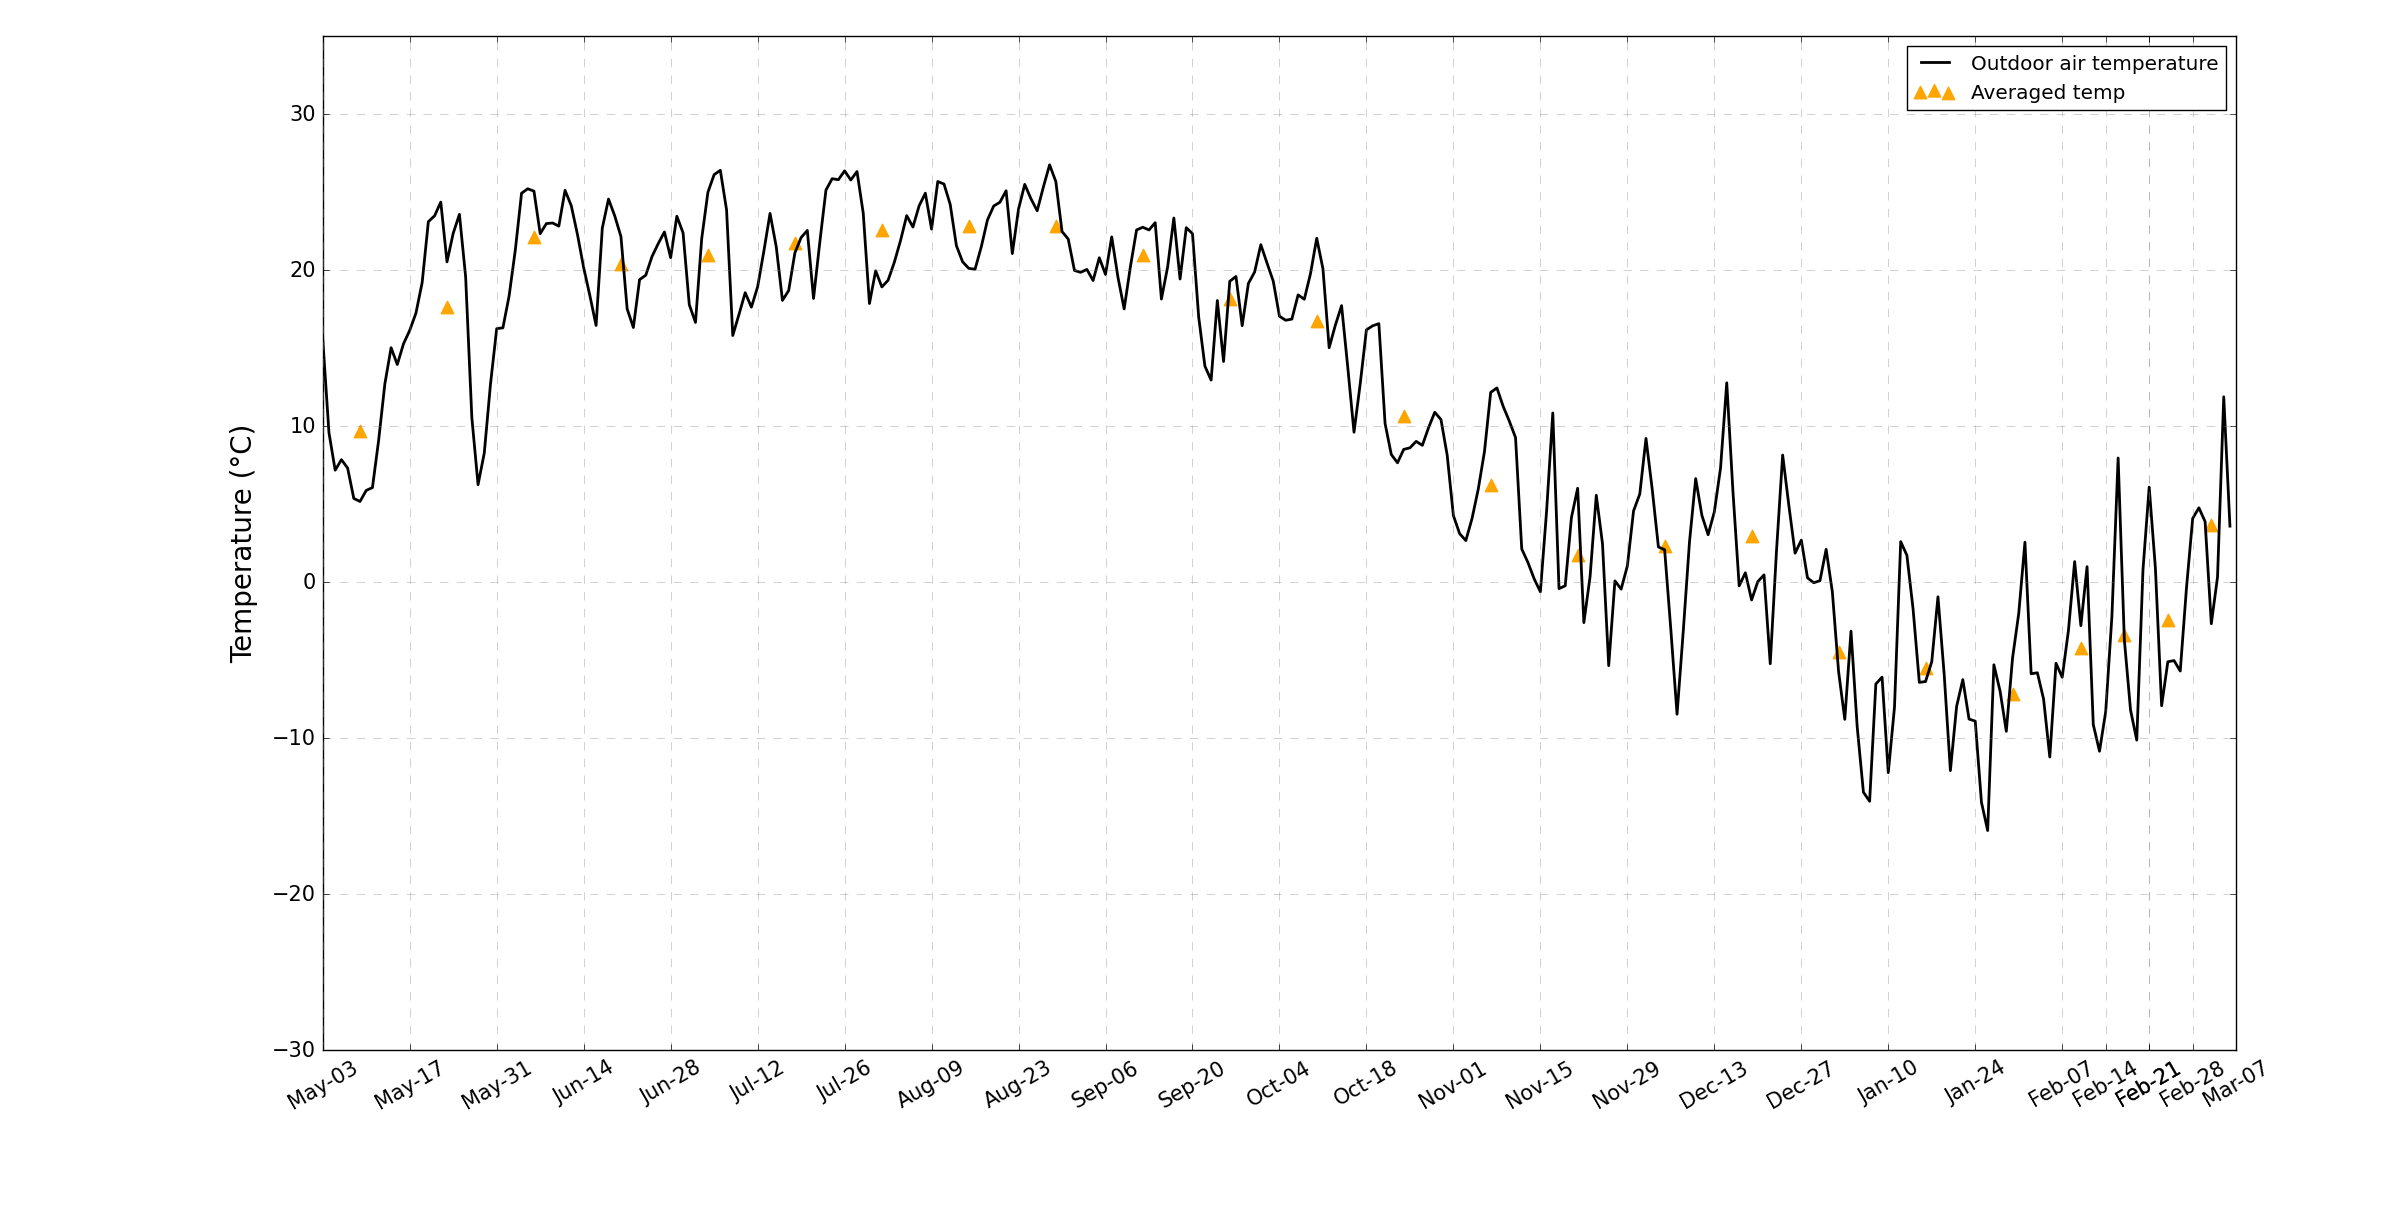 Outdoor air temperature
Averaged temp
Temperature (°C)
30
20
10
0
−10
−20
−30
May-03
May-17
May-31
Jun-14
Jun-28
Jul-12
Jul-26
Aug-09
Aug-23
Sep-06
Sep-20
Oct-04
Oct-18
Nov-01
Nov-15
Nov-29
Dec-13
Dec-27
Jan-10
Jan-24
Feb-07
Feb-14
Feb-21
Feb-28
Mar-07